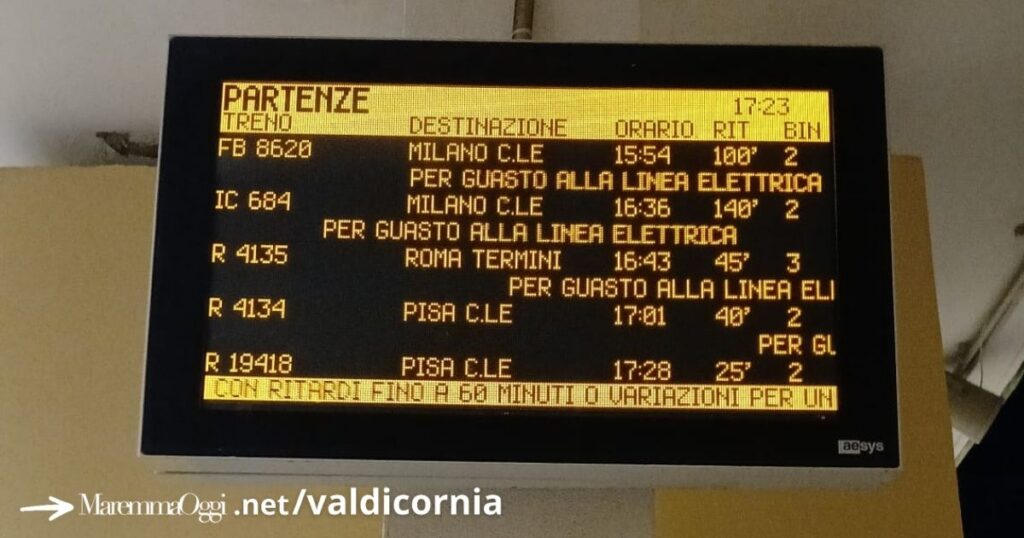 PARTENZE 17:23
TRENO DESTINAZIONE ORARIO RIT BIN
FB 8620 MILANO C.LE 15:54 100' 2
PER GUASTO ALLA LINEA ELETTRICA
IC 684 MILANO C.LE 16:36 140' 2
PER GUASTO ALLA LINEA ELETTRICA
R 4135 ROMA TERMINI 16:43 45' 3
PER GUASTO ALLA LINEA ELE
R 4134 PISA C.LE 17:01 40' 2
PER GU
R 19418 PISA C.LE 17:28 25' 2
CON RITARDI FINO A 60 MINUTI O VARIAZIONI PER UN
aesys
MaremmaOggi .net/valdicornia